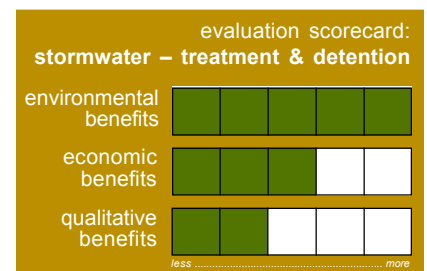 evaluation scorecard:
stormwater – treatment & detention
environmental
benefits
economic
benefits
qualitative
benefits
less ................................................................ more